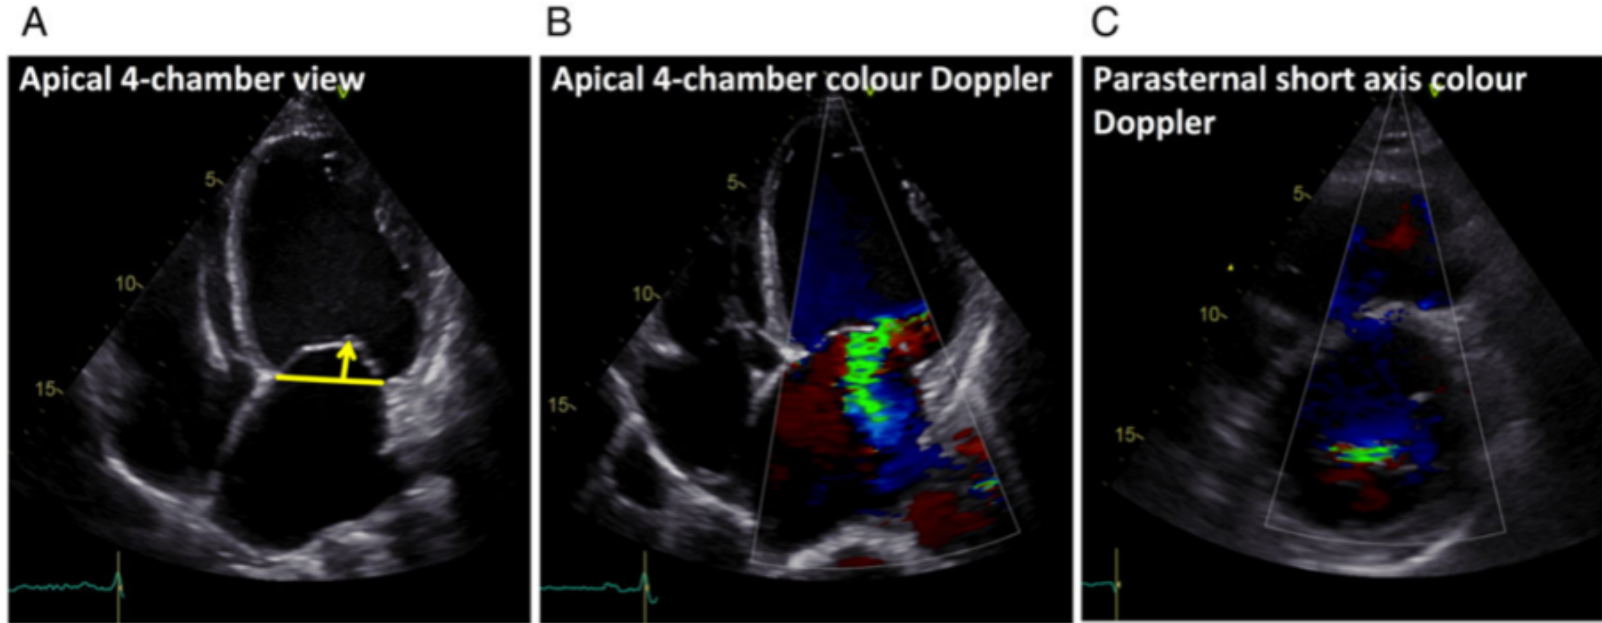 A
B
C
Apical 4-chamber view
Apical 4-chamber colour Doppler
Parasternal short axis colour
Doppler
5
10
15
5
10
15
5
10
15